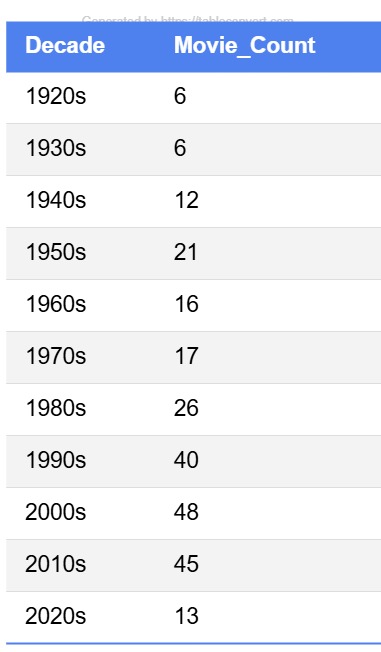 Generated by https://tableconvert.com
Decade Movie_Count
1920s 6
1930s 6
1940s 12
1950s 21
1960s 16
1970s 17
1980s 26
1990s 40
2000s 48
2010s 45
2020s 13